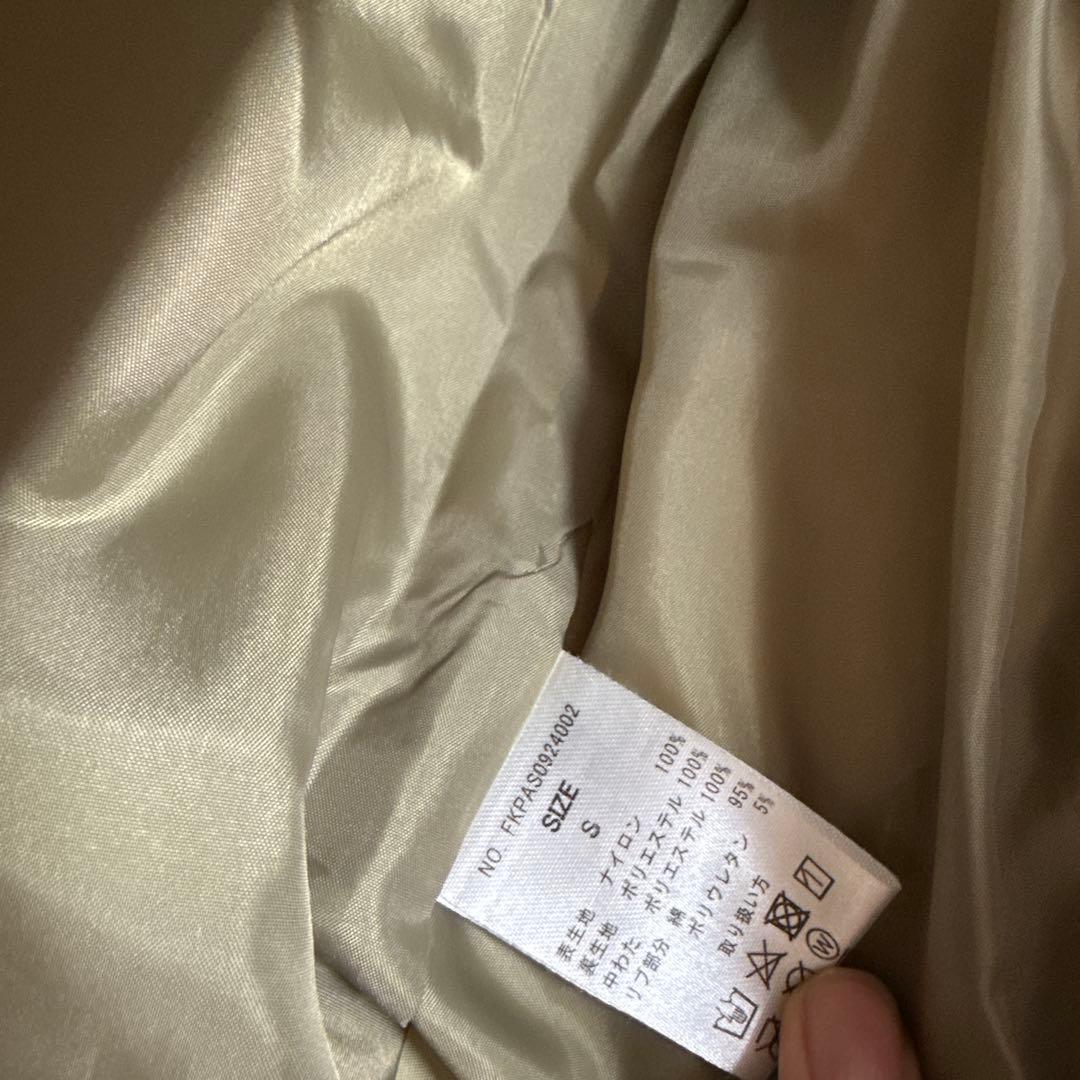 NO. FKPAS0924002
SIZE
S
表生地 ナイロン 100%
裏生地 ポリエステル 100%
中わた ポリエステル 100%
リブ部分 綿 95%
ポリウレタン 5%
取り扱い方
W